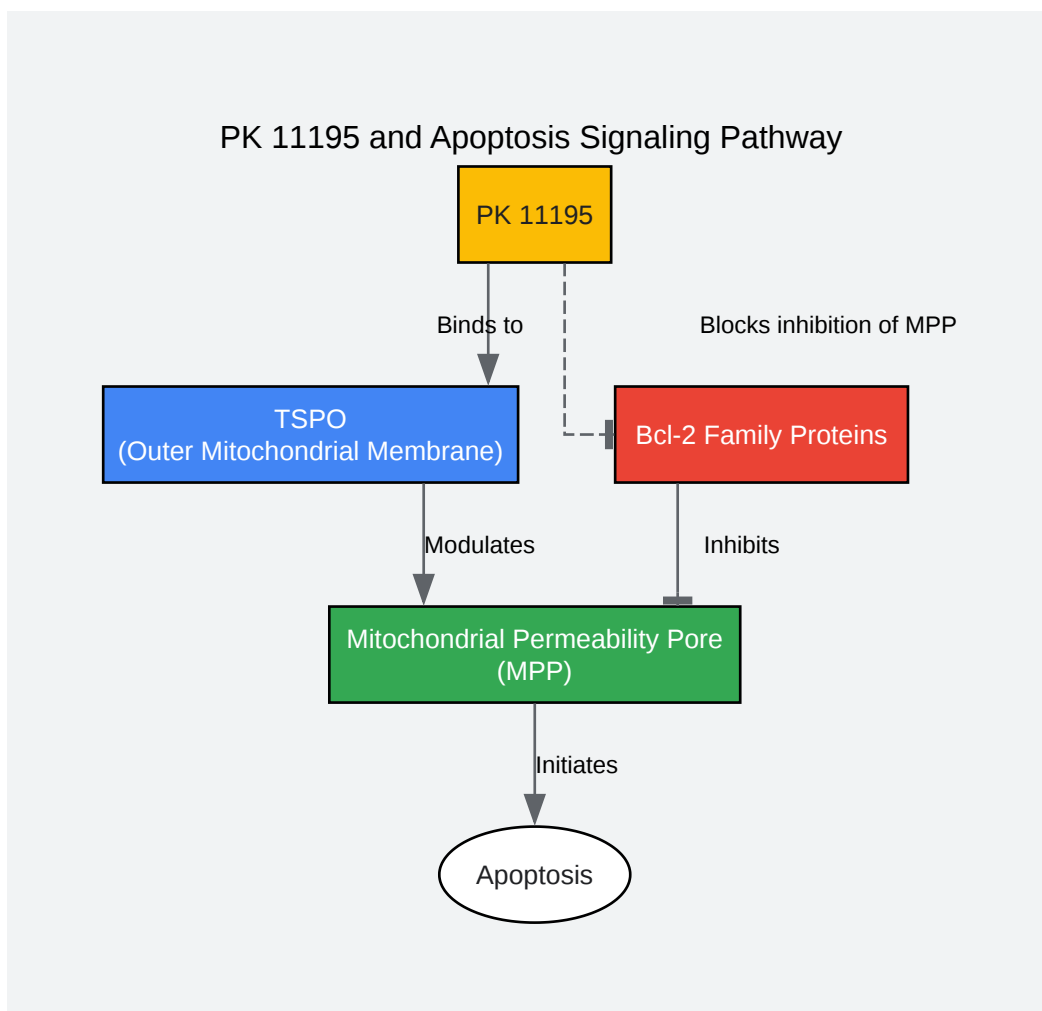 PK 11195 and Apoptosis Signaling Pathway
PK 11195
Binds to
Blocks inhibition of MPP
TSPO
(Outer Mitochondrial Membrane)
Bcl-2 Family Proteins
Modulates
Inhibits
Mitochondrial Permeability Pore
(MPP)
Initiates
Apoptosis